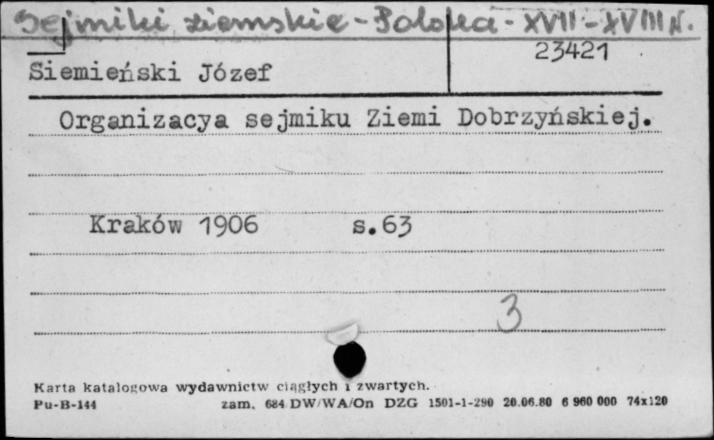 Sejmiki ziemskie - Polska - XVII - XVIII w.
23421
Siemieński Józef
Organizacya sejmiku Ziemi Dobrzyńskiej.
Kraków 1906 s.63
3
Karta katalogowa wydawnictw ciągłych i zwartych.
Pu-B-144 zam. 684 DW/WA/On DZG 1501-1-290 20.06.80 6 960 000 74x120